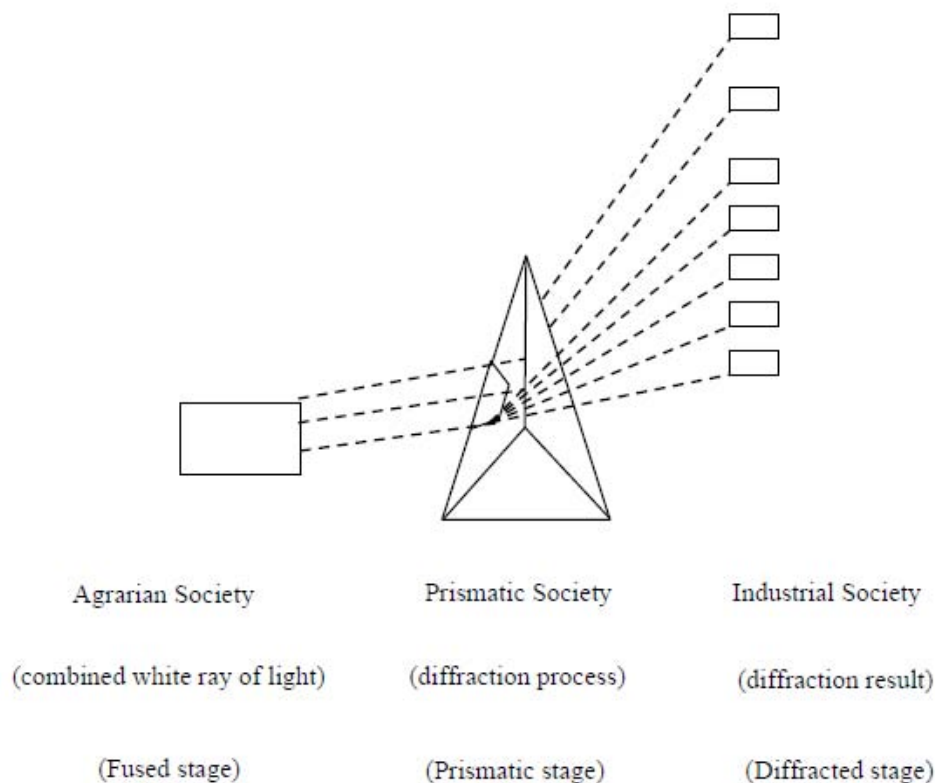 Agrarian Society
Prismatic Society
Industrial Society
(combined white ray of light)
(diffraction process)
(diffraction result)
(Fused stage)
(Prismatic stage)
(Diffracted stage)